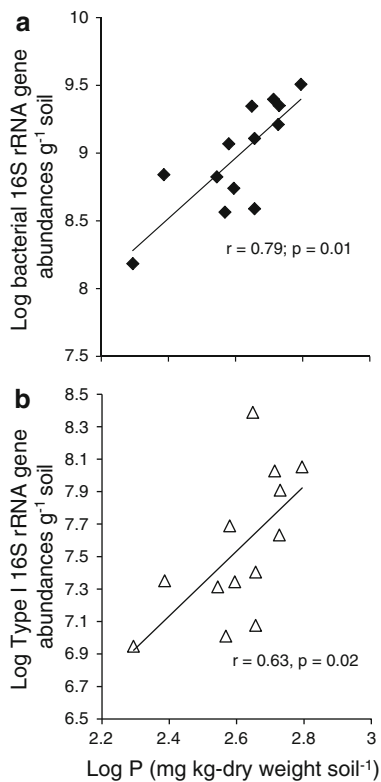 a
Log bacterial 16S rRNA gene
abundances g⁻¹ soil
10
9.5
9
8.5
8
7.5
r = 0.79; p = 0.01
b
Log Type I 16S rRNA gene
abundances g⁻¹ soil
8.5
8.3
8.1
7.9
7.7
7.5
7.3
7.1
6.9
6.7
6.5
r = 0.63, p = 0.02
2.2
2.4
2.6
2.8
3
Log P (mg kg-dry weight soil⁻¹)